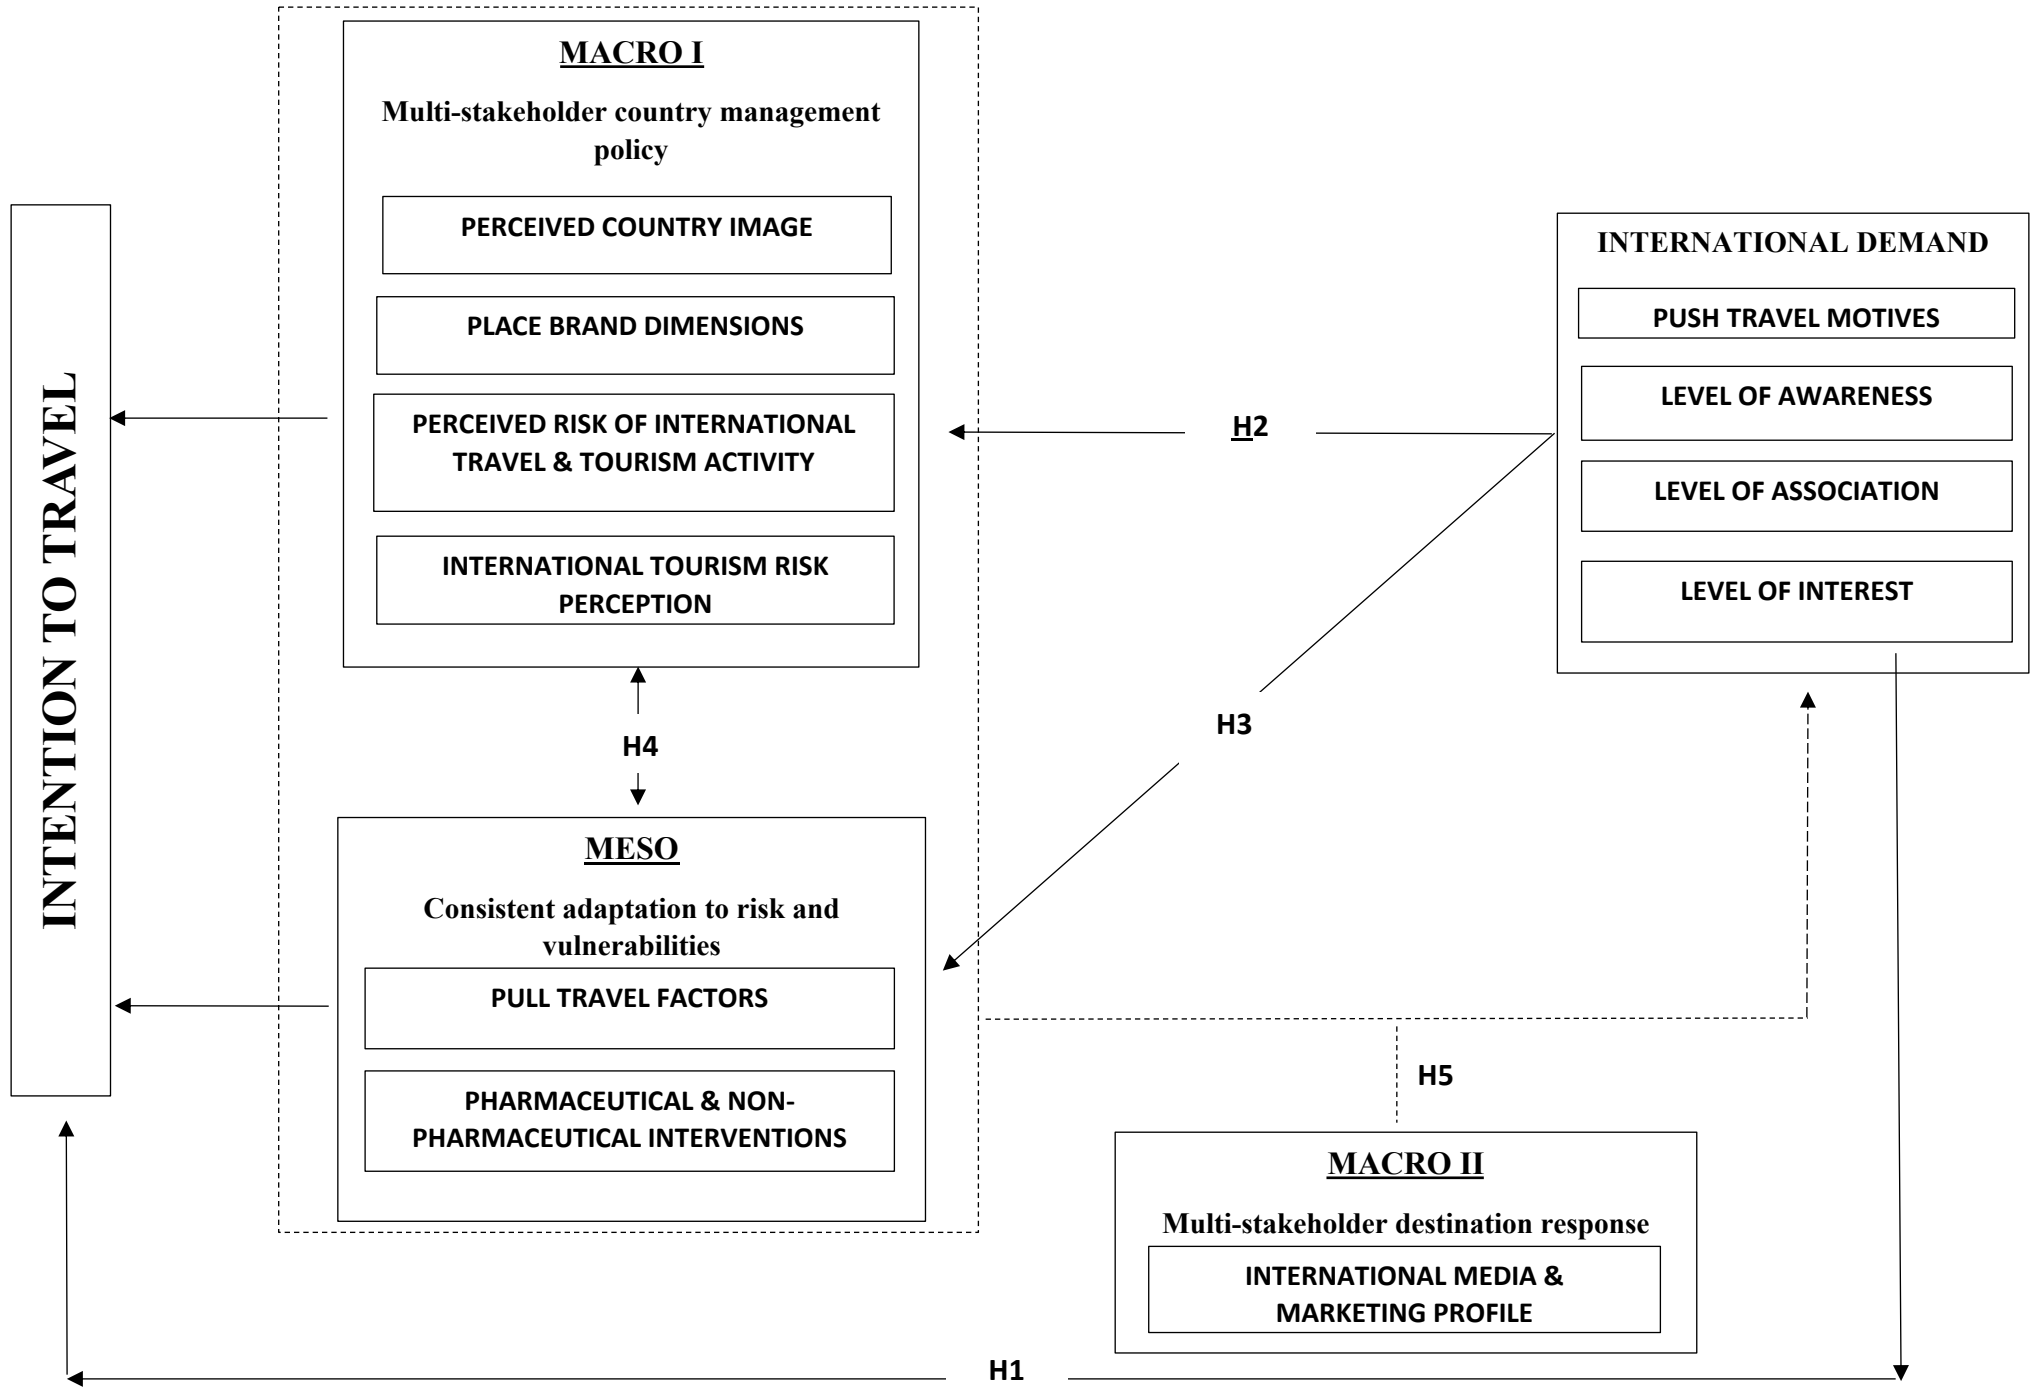 MACRO I
Multi-stakeholder country management
policy
PERCEIVED COUNTRY IMAGE
PLACE BRAND DIMENSIONS
PERCEIVED RISK OF INTERNATIONAL
TRAVEL & TOURISM ACTIVITY
INTERNATIONAL TOURISM RISK
PERCEPTION
INTENTION TO TRAVEL
H4
MESO
Consistent adaptation to risk and
vulnerabilities
PULL TRAVEL FACTORS
PHARMACEUTICAL & NON-
PHARMACEUTICAL INTERVENTIONS
H2
H3
INTERNATIONAL DEMAND
PUSH TRAVEL MOTIVES
LEVEL OF AWARENESS
LEVEL OF ASSOCIATION
LEVEL OF INTEREST
H5
MACRO II
Multi-stakeholder destination response
INTERNATIONAL MEDIA &
MARKETING PROFILE
H1